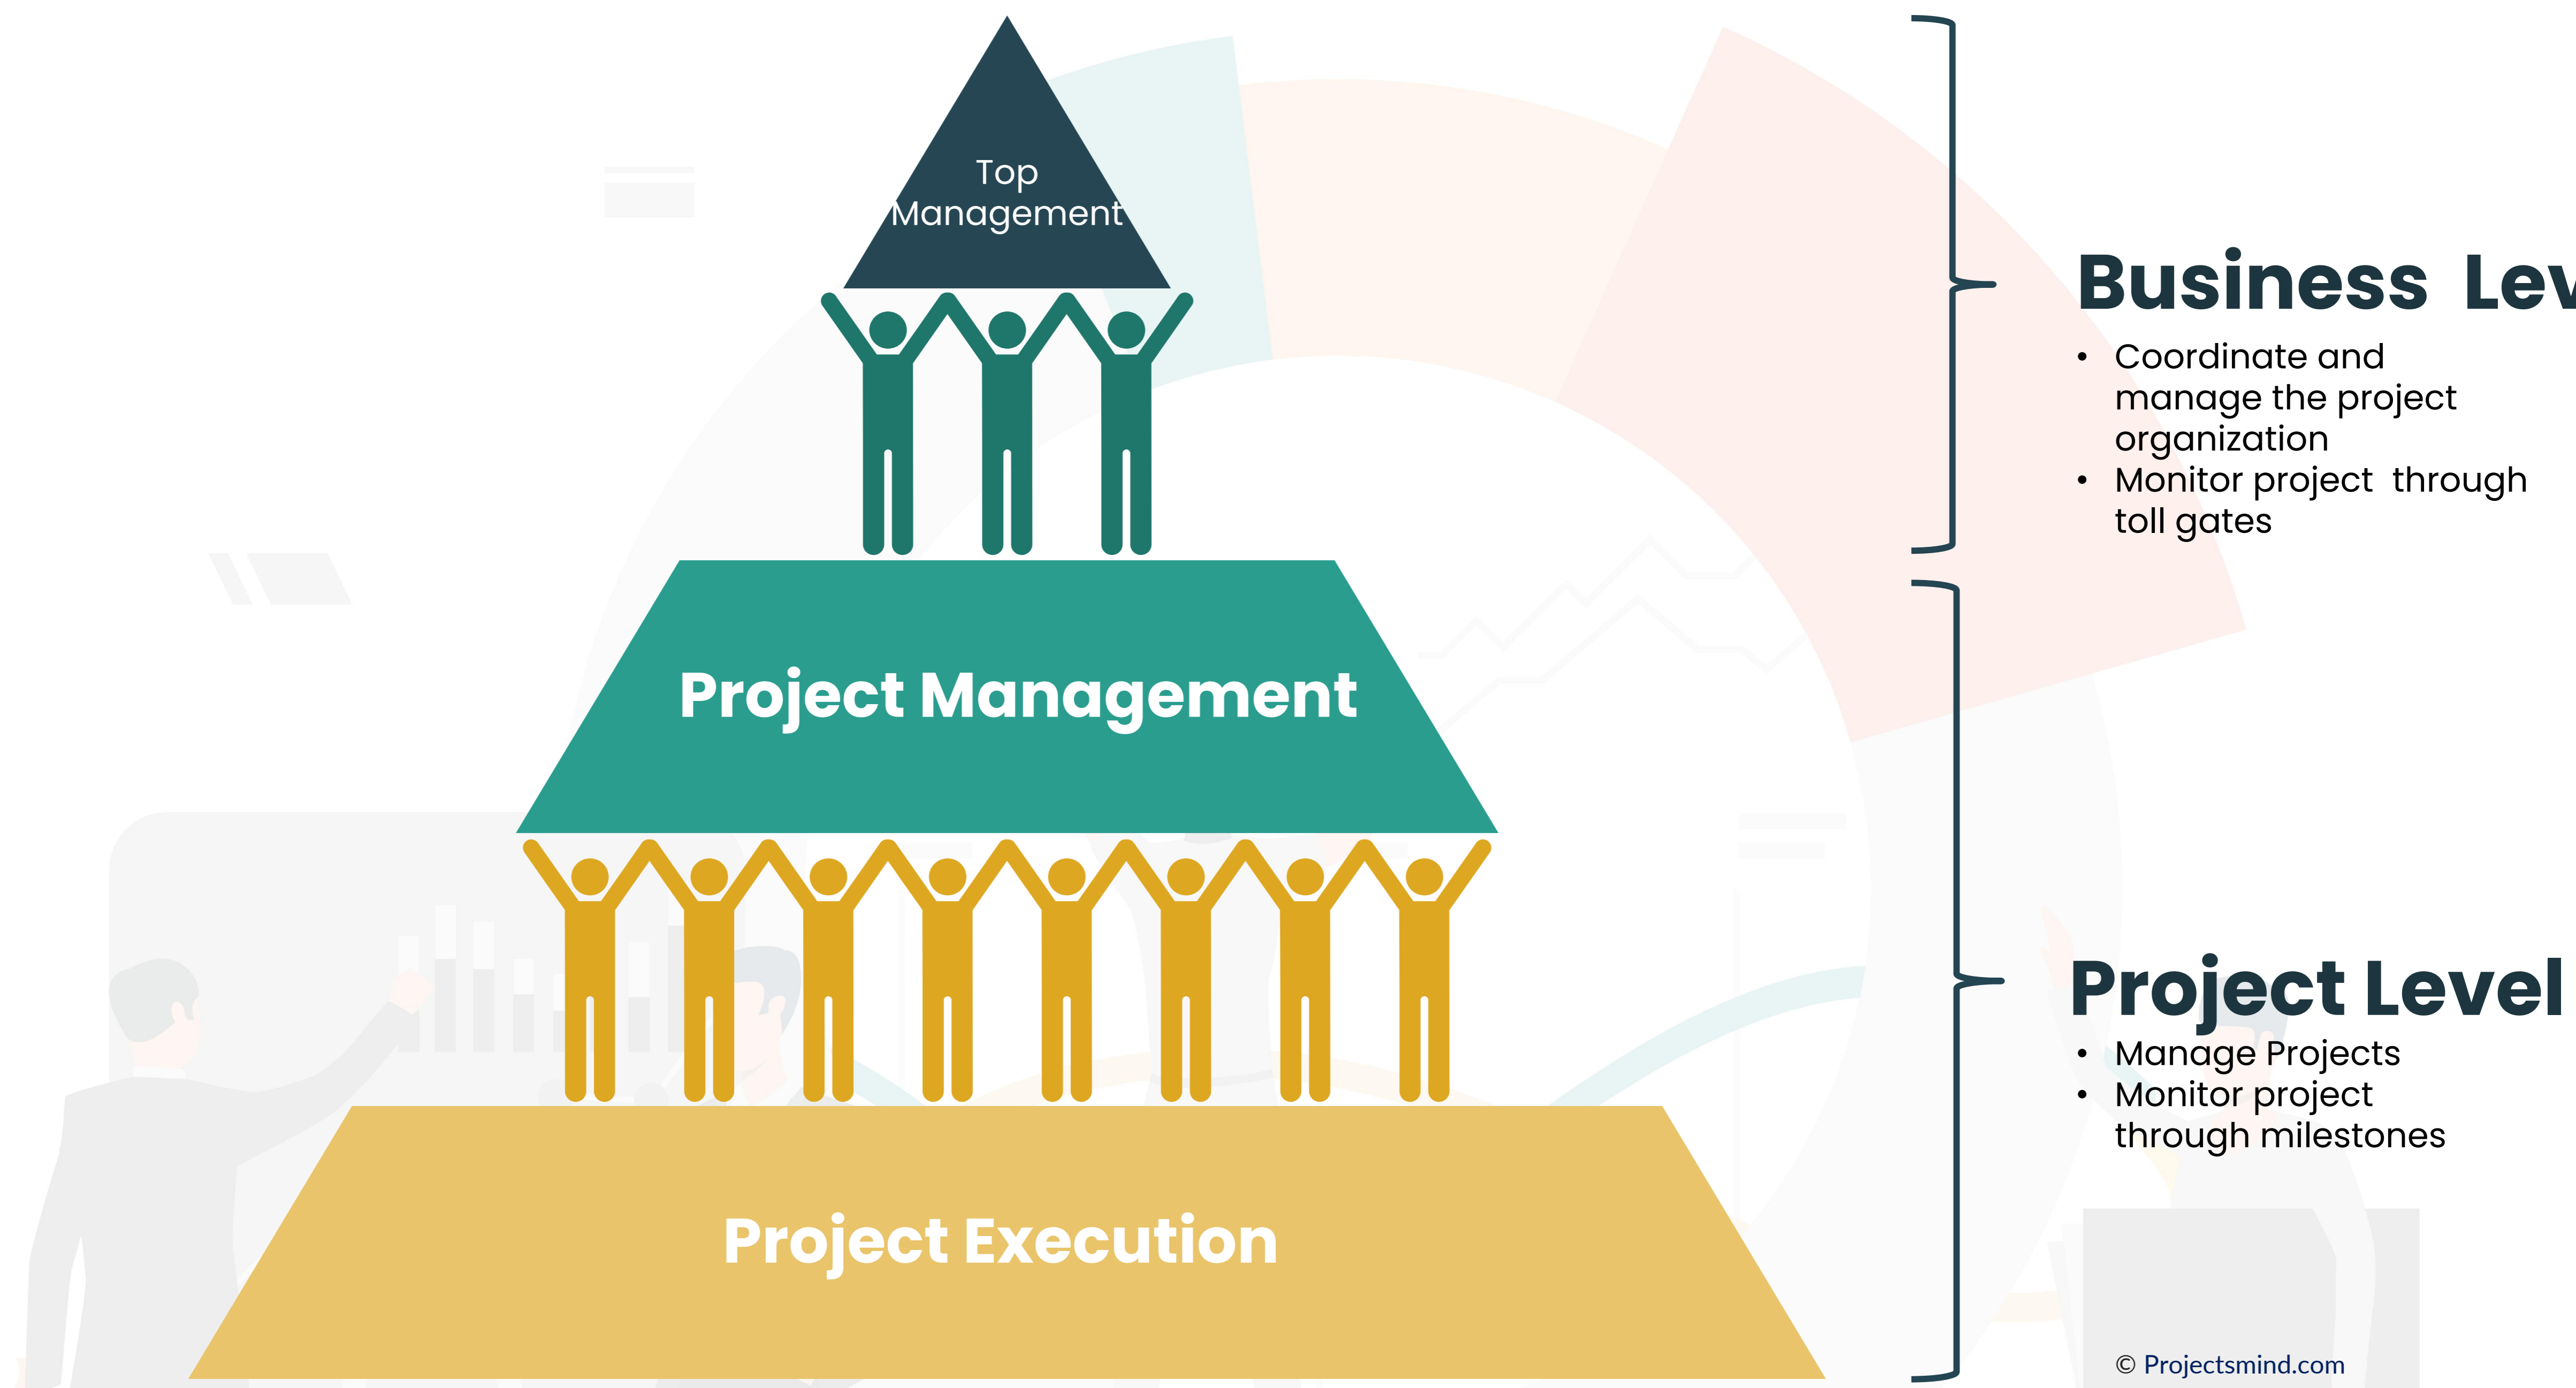 Top
Management
Business Lev
• Coordinate and
manage the project
organization
• Monitor project through
toll gates
Project Management
Project Level
• Manage Projects
• Monitor project
through milestones
Project Execution
© Projectsmind.com